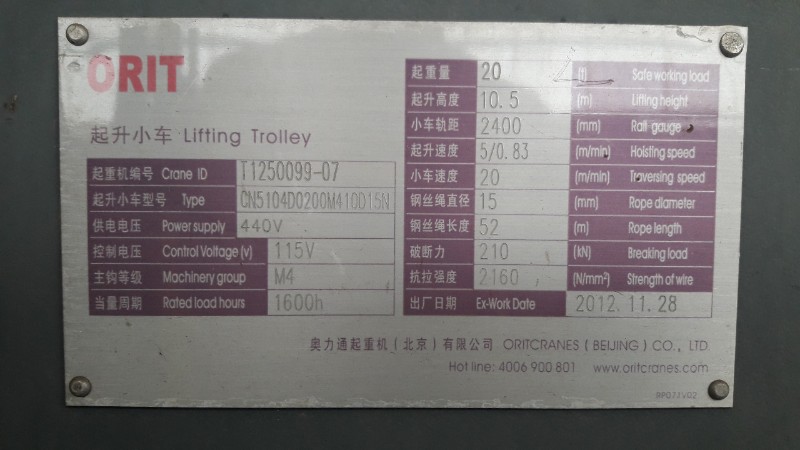 ORIT
起升小车 Lifting Trolley
起重机编号 Crane ID T1250099-07
起升小车型号 Type CN5104D0200M410D15N
供电电压 Power supply 440V
控制电压 Control Voltage (v) 115V
主钩等级 Machinery group M4
当量周期 Rated load hours 1600h
起重量 20 (t) Safe working load
起升高度 10.5 (m) Lifting height
小车轨距 2400 (mm) Rail gauge
起升速度 5/0.83 (m/min) Hoisting speed
小车速度 20 (m/min) Traversing speed
钢丝绳直径 15 (mm) Rope diameter
钢丝绳长度 52 (m) Rope length
破断力 210 (kN) Breaking load
抗拉强度 2160 (N/mm²) Strength of wire
出厂日期 Ex-Work Date 2012.11.28
奥力通起重机（北京）有限公司 ORITCRANES ( BEIJING ) CO., LTD.
Hot line: 4006 900 801 www.oritcranes.com